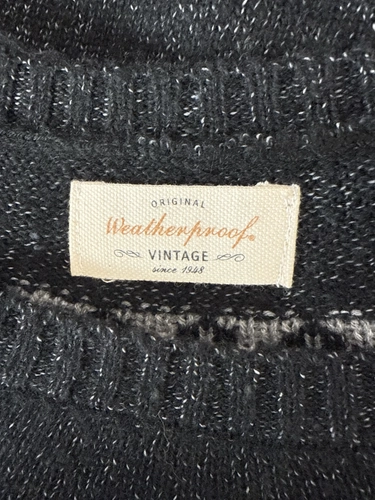 ORIGINAL
Weatherproof®
VINTAGE
since 1948